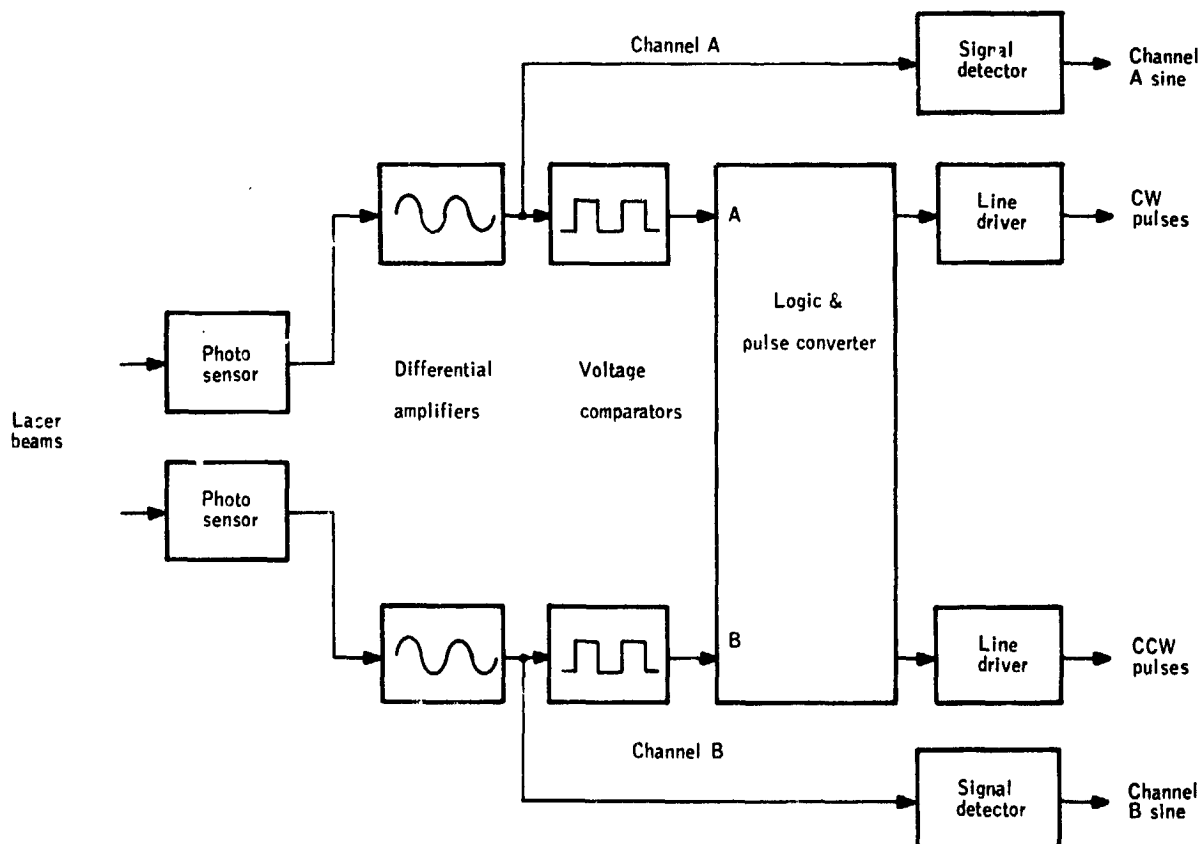 Channel A
Signal
detector
Channel
A sine
A
Line
driver
CW
pulses
Logic &
pulse converter
Photo
sensor
Differential
amplifiers
Voltage
comparators
Laser
beams
Photo
sensor
B
Line
driver
CCW
pulses
Channel B
Signal
detector
Channel
B sine